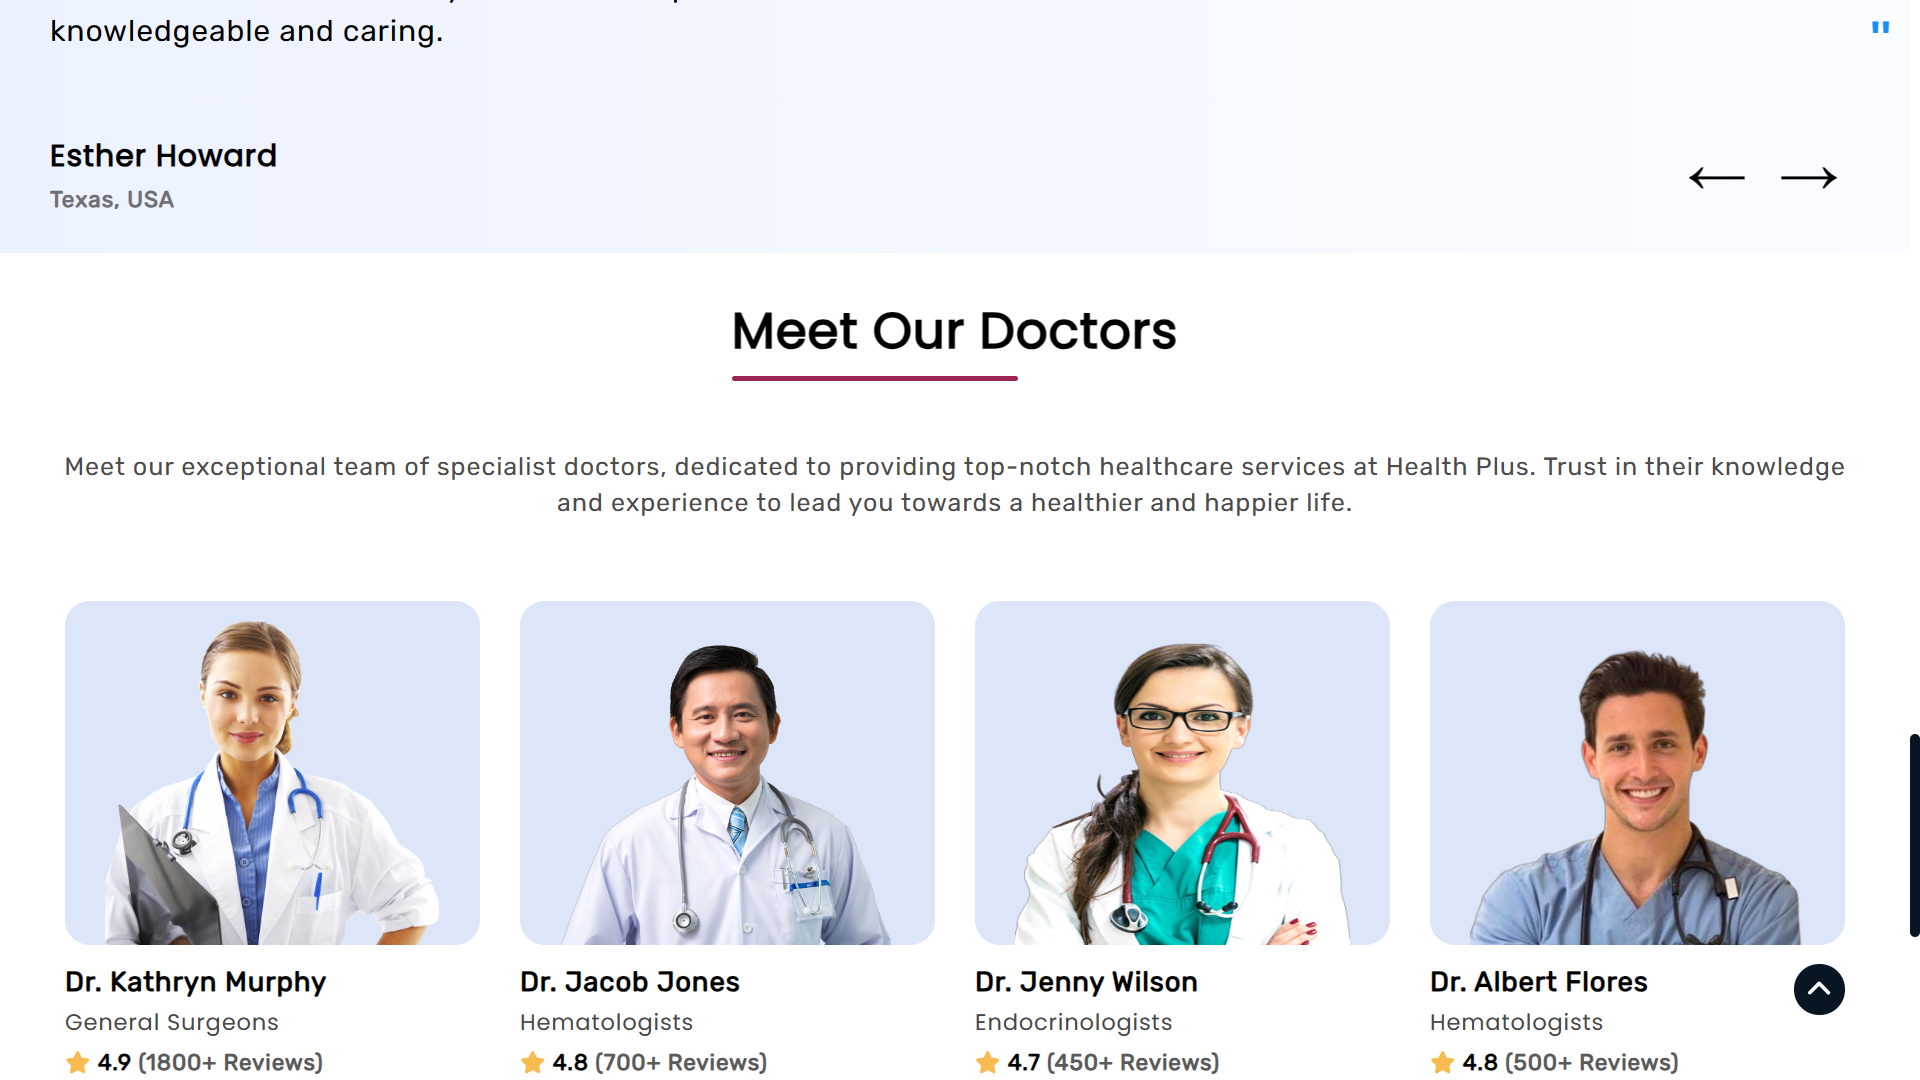 knowledgeable and caring.
"
Esther Howard
Texas, USA
Meet Our Doctors
Meet our exceptional team of specialist doctors, dedicated to providing top-notch healthcare services at Health Plus. Trust in their knowledge
and experience to lead you towards a healthier and happier life.
Dr. Kathryn Murphy
General Surgeons
4.9 (1800+ Reviews)
Dr. Jacob Jones
Hematologists
4.8 (700+ Reviews)
Dr. Jenny Wilson
Endocrinologists
4.7 (450+ Reviews)
Dr. Albert Flores
Hematologists
4.8 (500+ Reviews)